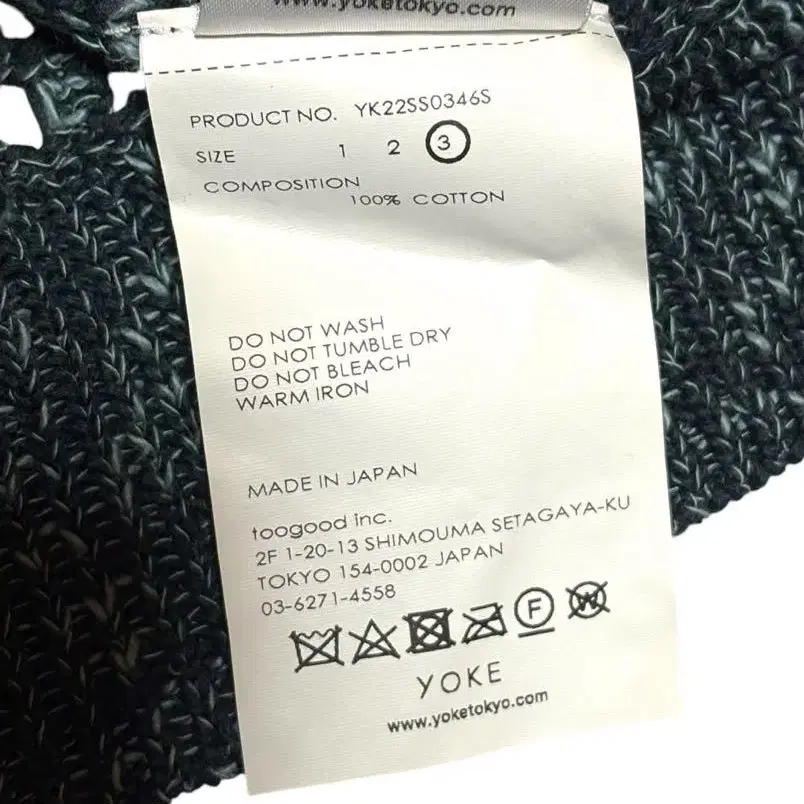 www.yoketokyo.com
PRODUCT NO. YK22SS0346S
SIZE 1 2 3
COMPOSITION
100% COTTON
DO NOT WASH
DO NOT TUMBLE DRY
DO NOT BLEACH
WARM IRON
MADE IN JAPAN
toogood inc.
2F 1-20-13 SHIMOUMA SETAGAYA-KU
TOKYO 154-0002 JAPAN
03-6271-4558
F W
YOKE
www.yoketokyo.com